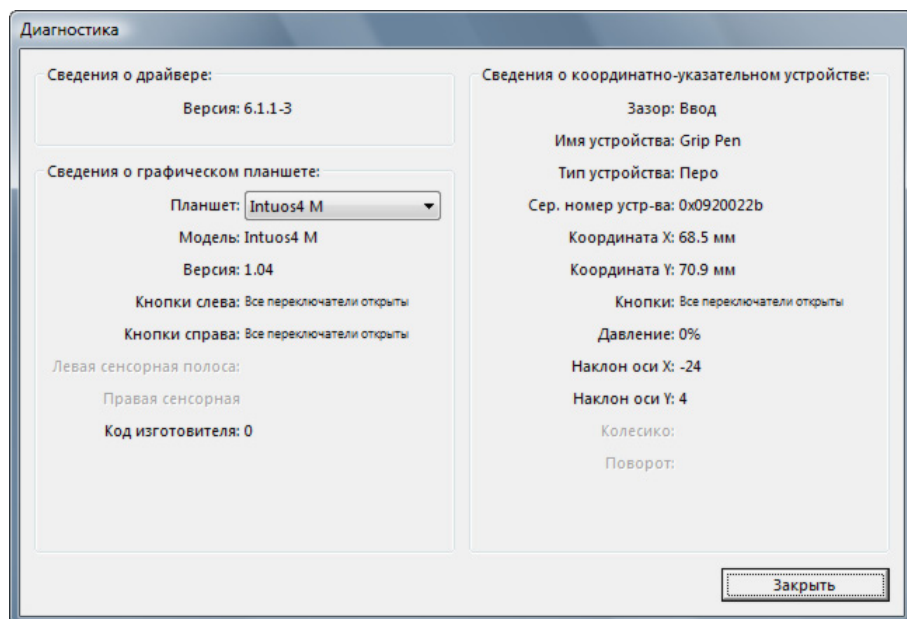 Диагностика
Сведения о драйвере:
Версия: 6.1.1-3
Сведения о графическом планшете:
Планшет: Intuos4 M
Модель: Intuos4 M
Версия: 1.04
Кнопки слева: Все переключатели открыты
Кнопки справа: Все переключатели открыты
Левая сенсорная полоса:
Правая сенсорная
Код изготовителя: 0
Сведения о координатно-указательном устройстве:
Зазор: Ввод
Имя устройства: Grip Pen
Тип устройства: Перо
Сер. номер устр-ва: 0x0920022b
Координата X: 68.5 мм
Координата Y: 70.9 мм
Кнопки: Все переключатели открыты
Давление: 0%
Наклон оси X: -24
Наклон оси Y: 4
Колесико:
Поворот:
Закрыть